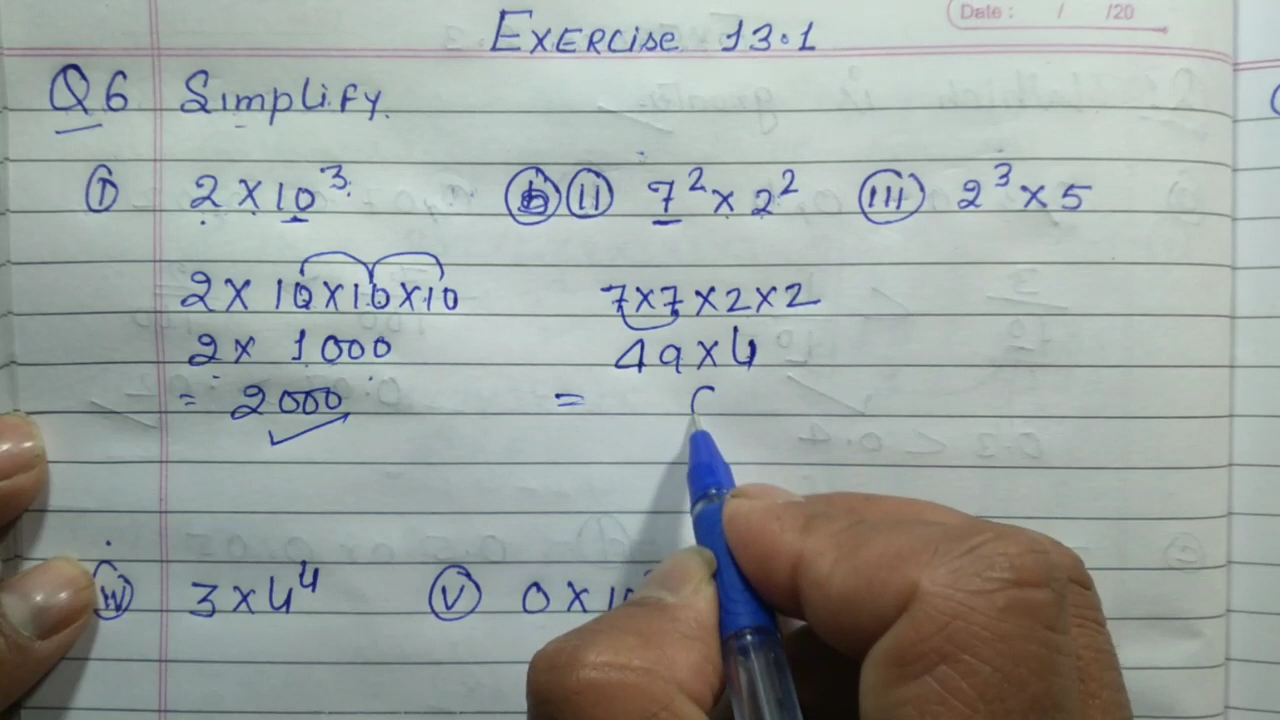 Date : / /20
Exercise 13.1
Q6 Simplify.
(i) 2 × 10³ (ii) 7² × 2² (iii) 2³ × 5
2 × 10 × 10 × 10 7 × 7 × 2 × 2
2 × 1000 49 × 4
= 2000 =
(iv) 3 × 4⁴ (v) 0 × 10